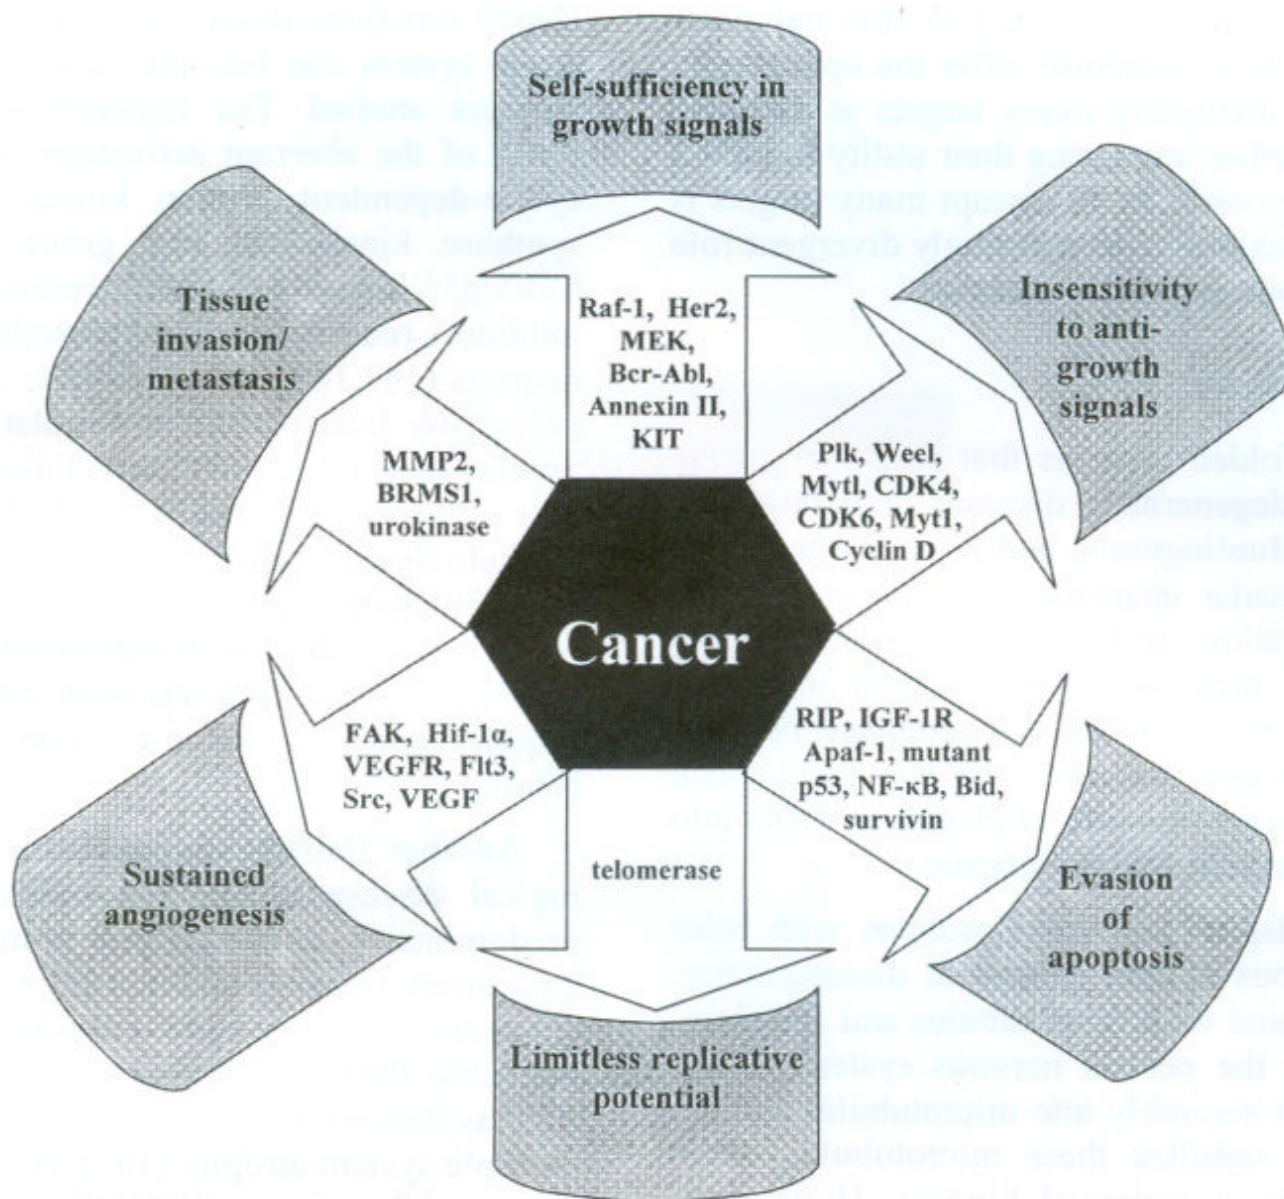 Self-sufficiency in
growth signals
Tissue
invasion/
metastasis
Insensitivity
to anti-
growth
signals
Raf-1, Her2,
MEK,
Bcr-Abl,
Annexin II,
KIT
MMP2,
BRMS1,
urokinase
Plk, Weel,
Mytl, CDK4,
CDK6, Myt1,
Cyclin D
Cancer
FAK, Hif-1α,
VEGFR, Flt3,
Src, VEGF
RIP, IGF-1R
Apaf-1, mutant
p53, NF-κB, Bid,
survivin
telomerase
Sustained
angiogenesis
Evasion
of
apoptosis
Limitless replicative
potential